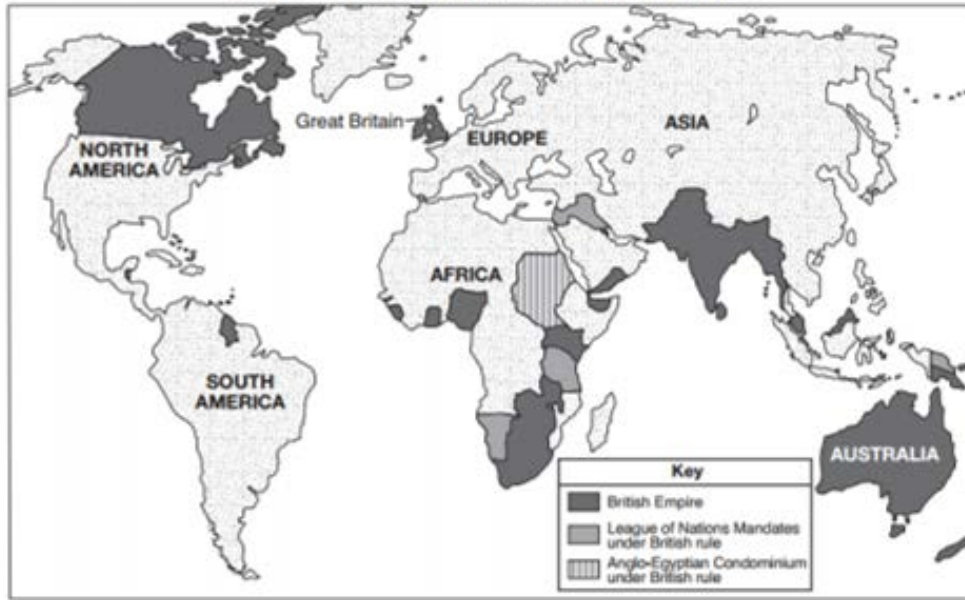 Great Britain
EUROPE
ASIA
NORTH
AMERICA
AFRICA
SOUTH
AMERICA
AUSTRALIA
Key
British Empire
League of Nations Mandates
under British rule
Anglo-Egyptian Condominium
under British rule